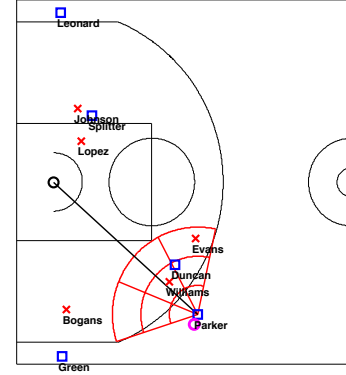 Leonard
Johnson
Splitter
Lopez
Evans
Duncan
Williams
Bogans
Parker
Green